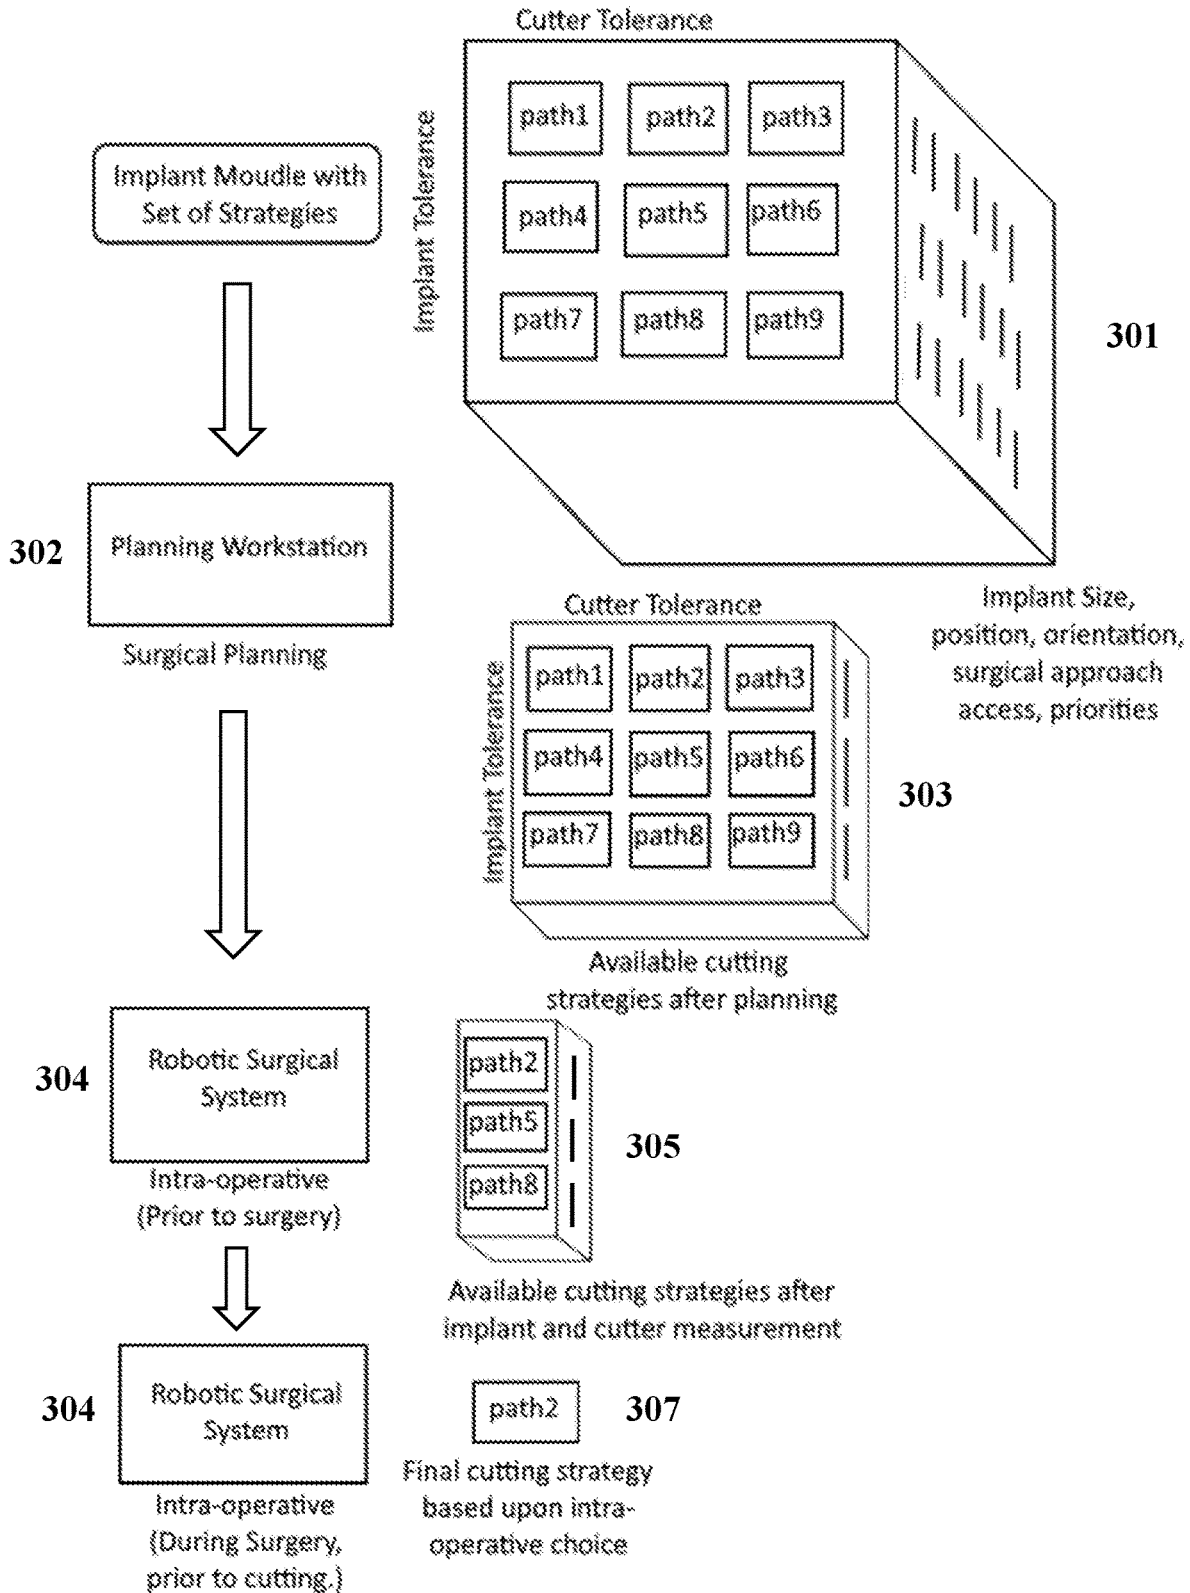 Cutter Tolerance
Implant Tolerance
path1 path2 path3
path4 path5 path6
path7 path8 path9
301
Implant Moudle with
Set of Strategies
302
Planning Workstation
Surgical Planning
Implant Size,
position, orientation,
surgical approach
access, priorities
Cutter Tolerance
Implant Tolerance
path1 path2 path3
path4 path5 path6
path7 path8 path9
303
Available cutting
strategies after planning
304
Robotic Surgical
System
Intra-operative
(Prior to surgery)
path2
path5
path8
305
Available cutting strategies after
implant and cutter measurement
304
Robotic Surgical
System
Intra-operative
(During Surgery,
prior to cutting.)
path2
307
Final cutting strategy
based upon intra-
operative choice